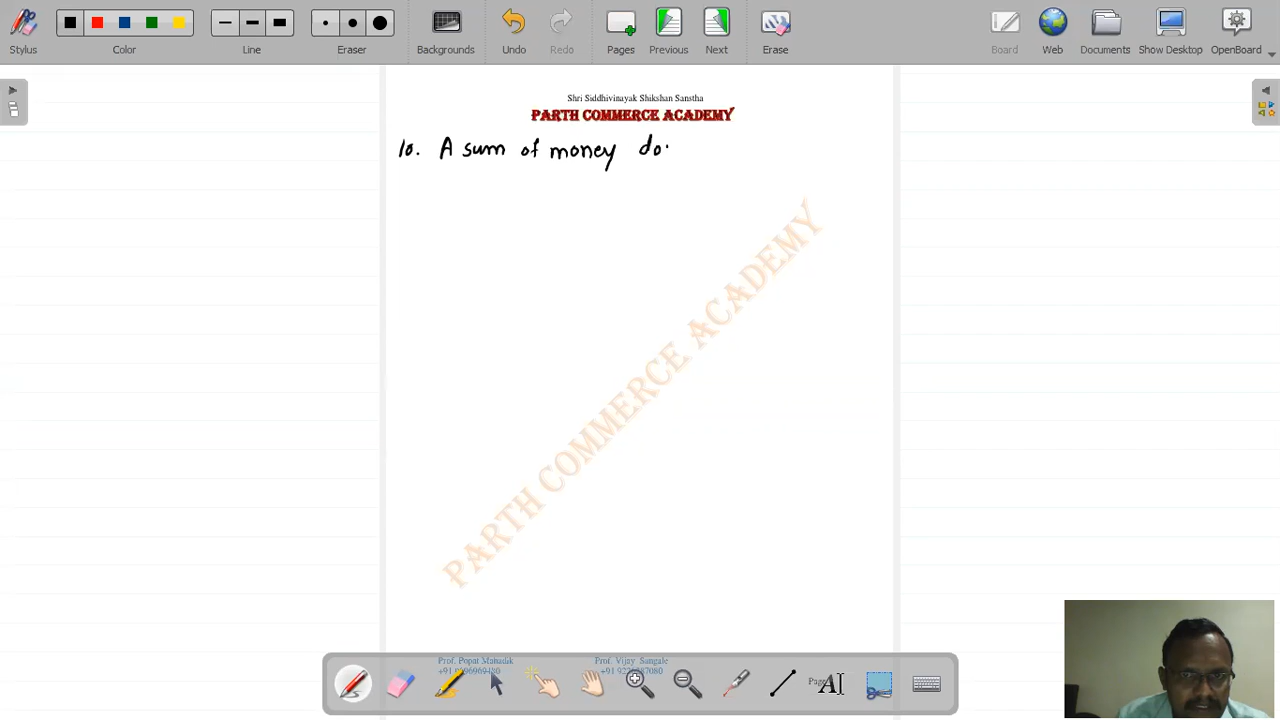 Stylus
Color
Line
Eraser
Backgrounds
Undo
Redo
Pages
Previous
Next
Erase
Board
Web
Documents
Show Desktop
OpenBoard
Shri Siddhivinayak Shikshan Sanstha
PARTH COMMERCE ACADEMY
10. A sum of money do
PARTH COMMERCE ACADEMY
Prof. Popat Mahadik
Prof. Vijay Sangale
Page